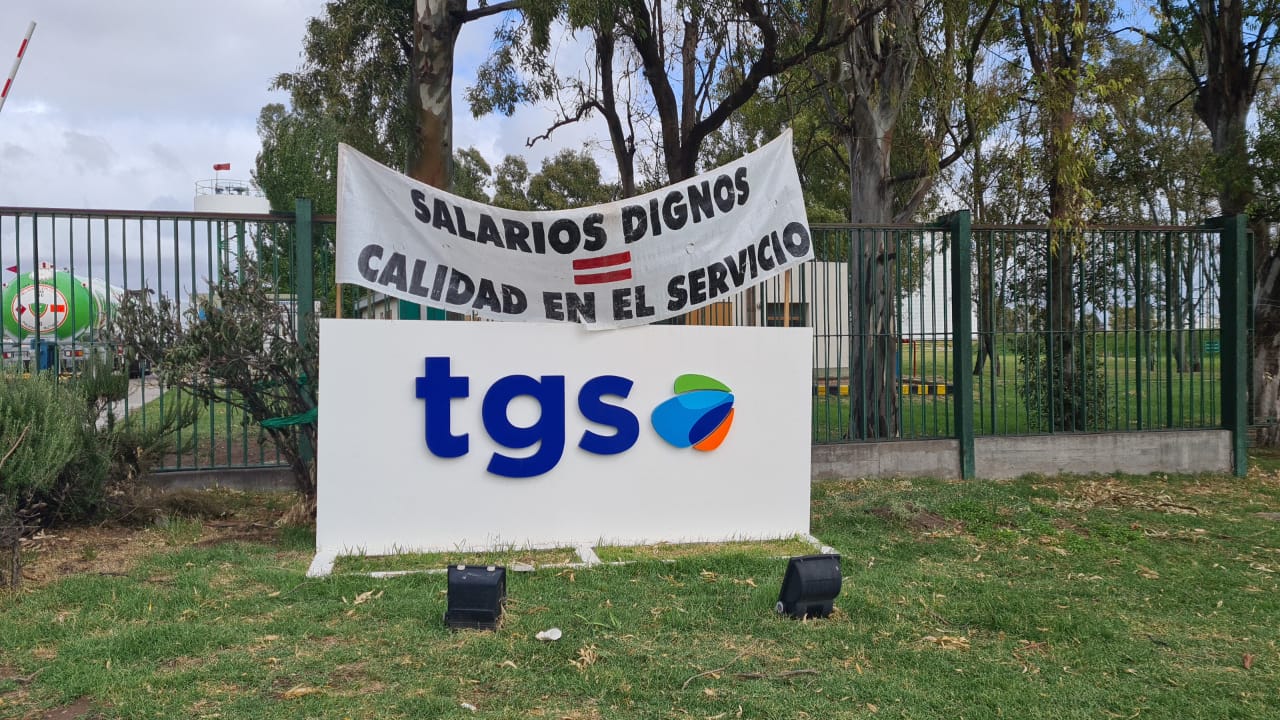 SALARIOS DIGNOS
=
CALIDAD EN EL SERVICIO
tgs